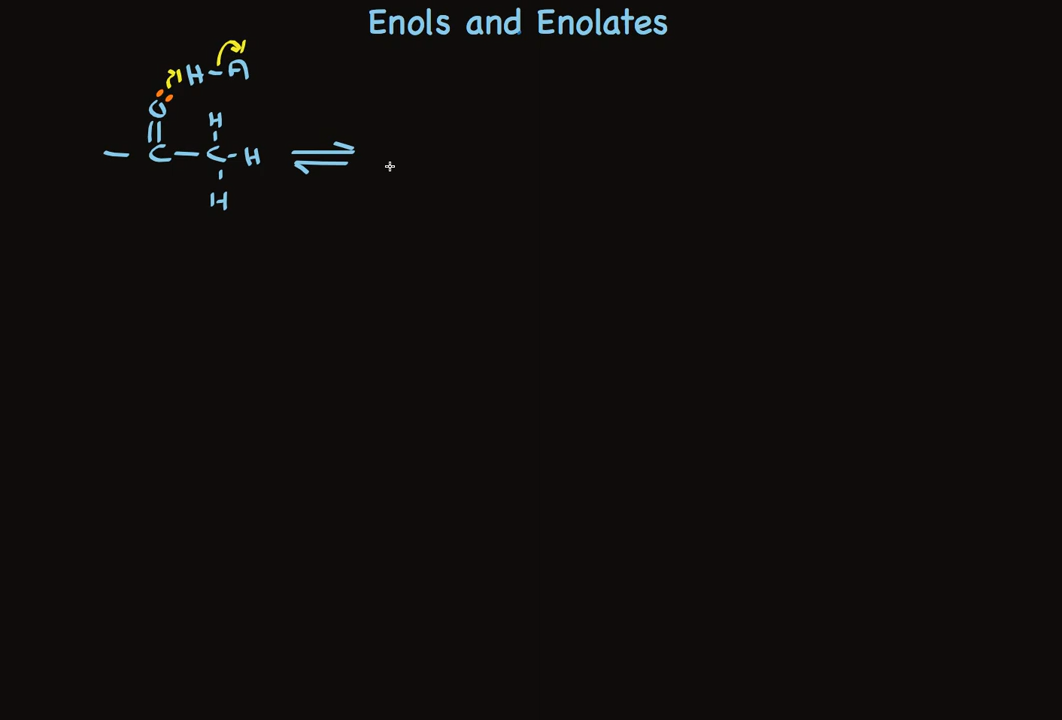 Enols and Enolates
H - A
O
H
C - C - H
H